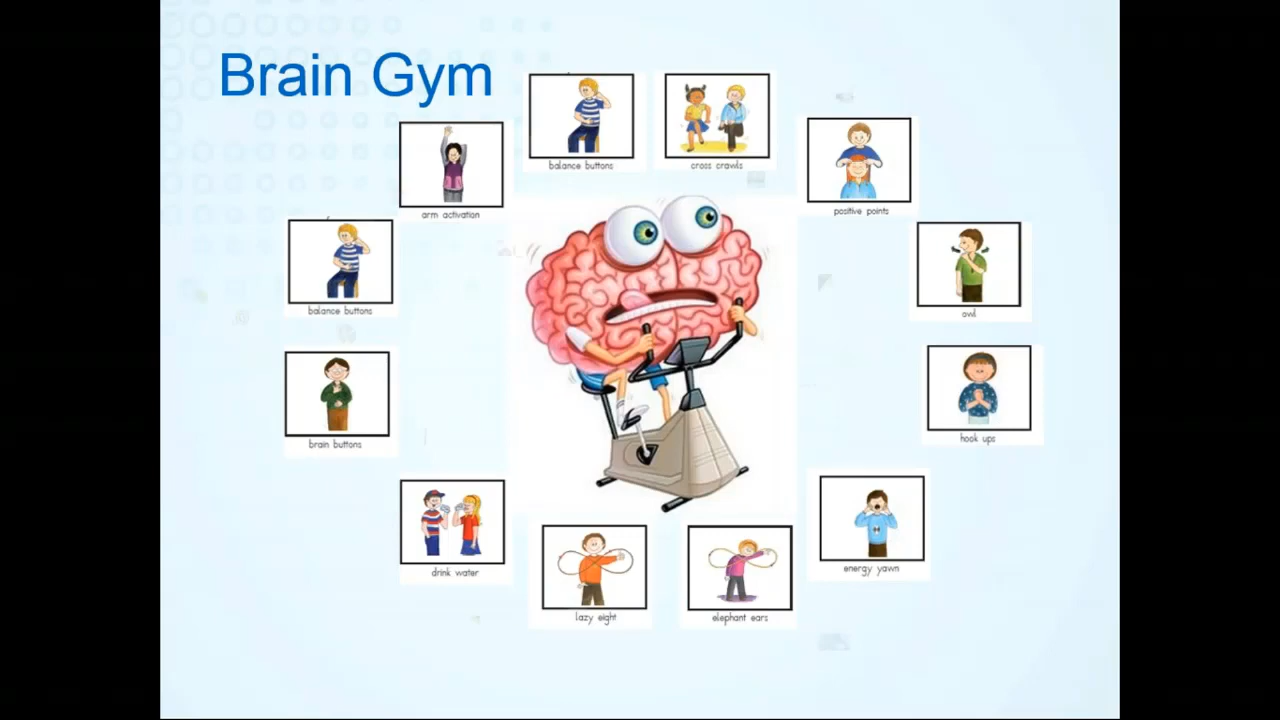 Brain Gym
balance buttons
cross crawls
arm activation
positive points
balance buttons
owl
brain buttons
hook ups
drink water
energy yawn
lazy eight
elephant ears